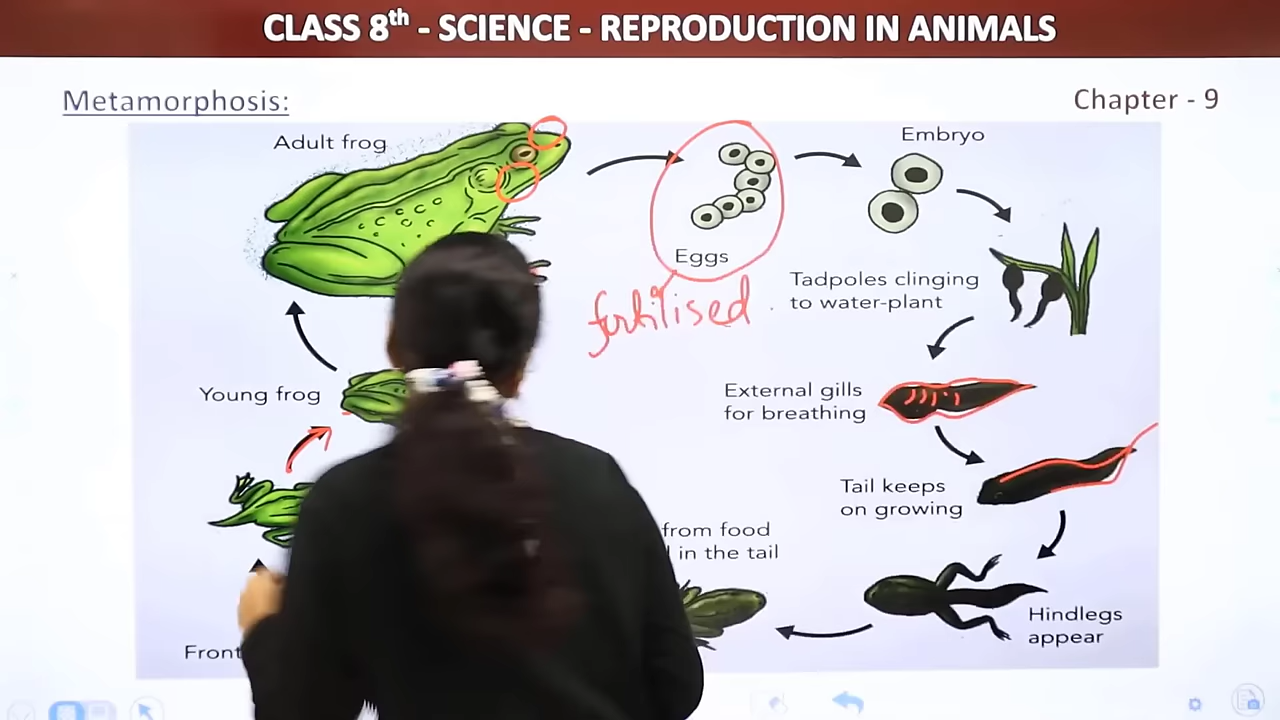 CLASS 8th - SCIENCE - REPRODUCTION IN ANIMALS
Metamorphosis:
Chapter - 9
Adult frog
Embryo
Eggs
fertilised
Tadpoles clinging
to water-plant
External gills
for breathing
Young frog
Tail keeps
on growing
from food
in the tail
Hindlegs
appear
Front